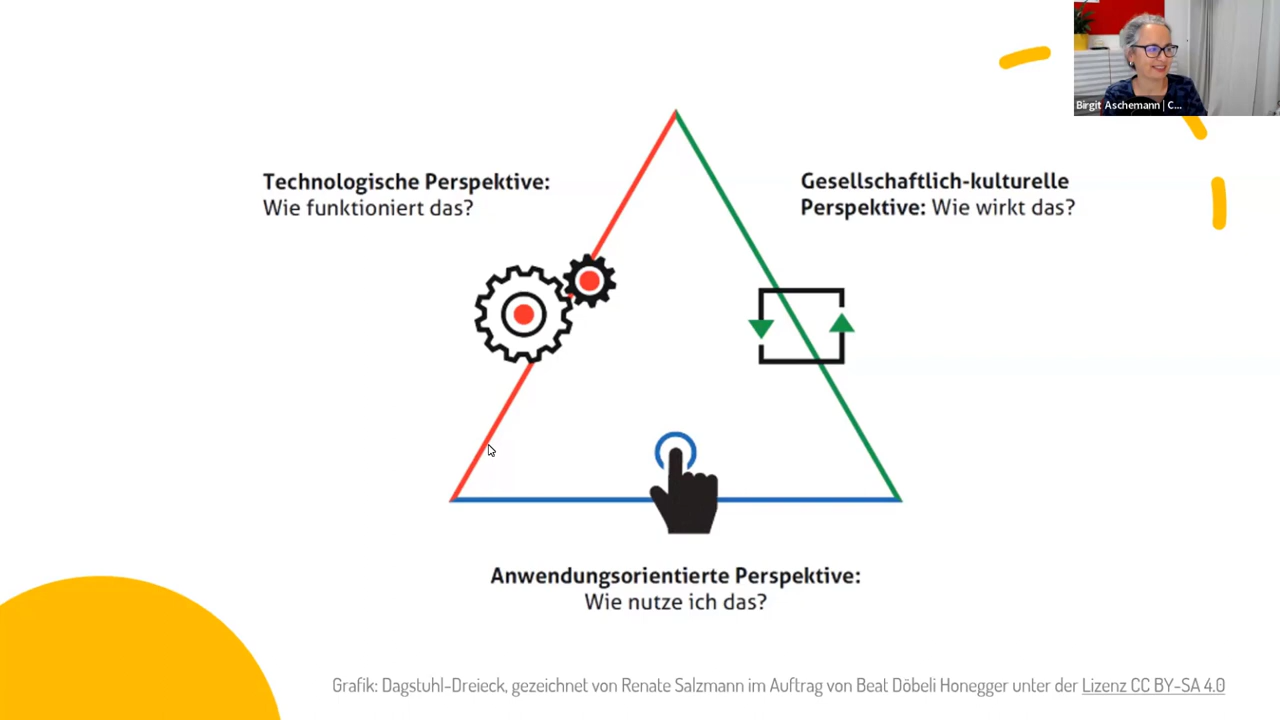 Birgit Aschemann | C...
Technologische Perspektive:
Wie funktioniert das?
Gesellschaftlich-kulturelle
Perspektive: Wie wirkt das?
Anwendungsorientierte Perspektive:
Wie nutze ich das?
Grafik: Dagstuhl-Dreieck, gezeichnet von Renate Salzmann im Auftrag von Beat Döbeli Honegger unter der Lizenz CC BY-SA 4.0